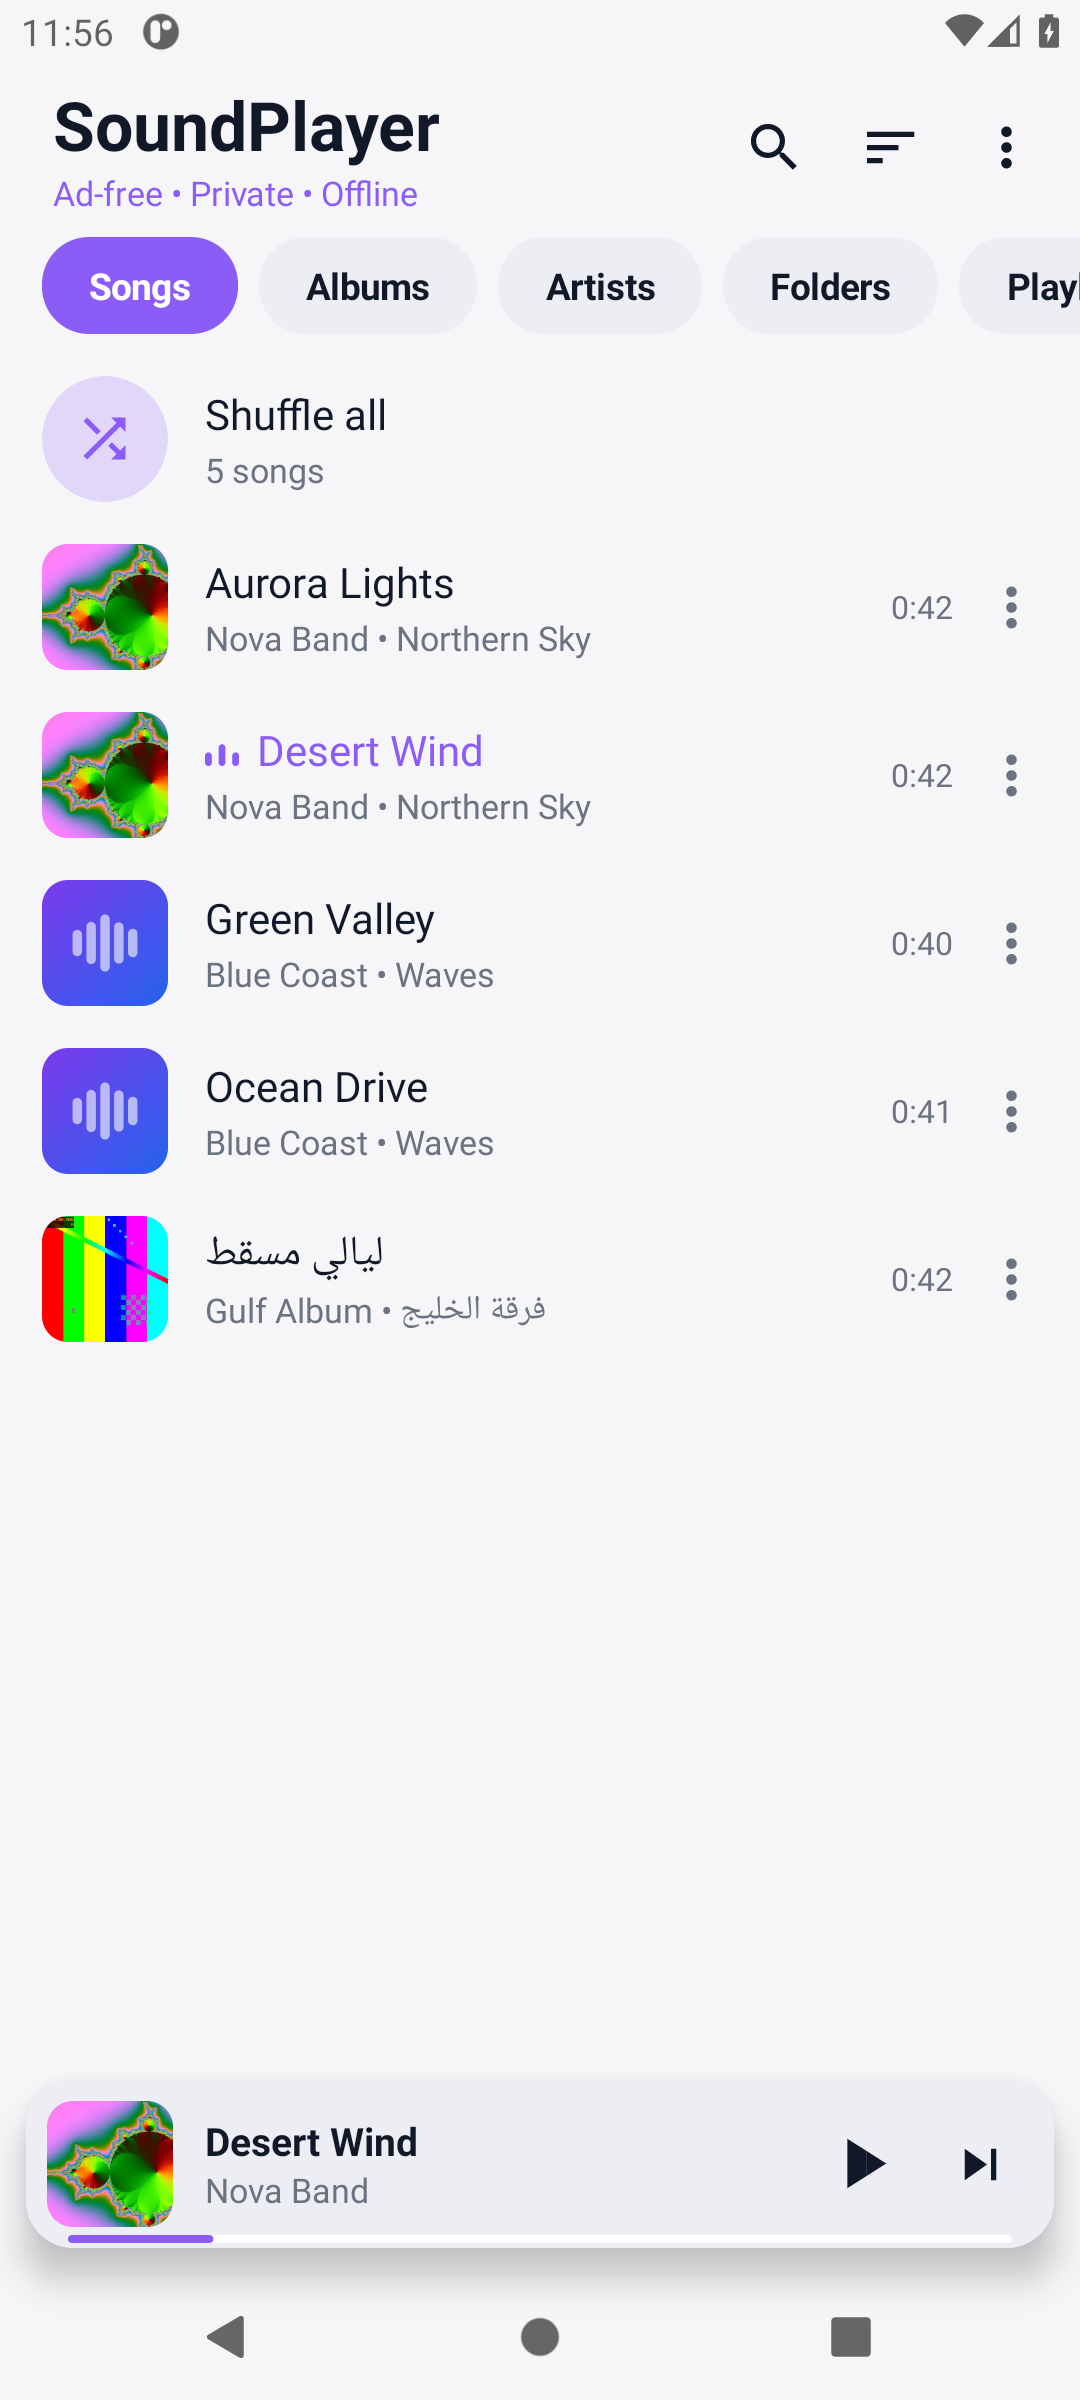 11:56
SoundPlayer
Ad-free • Private • Offline
Songs
Albums
Artists
Folders
Shuffle all
5 songs
Aurora Lights
Nova Band • Northern Sky
0:42
Desert Wind
Nova Band • Northern Sky
0:42
Green Valley
Blue Coast • Waves
0:40
Ocean Drive
Blue Coast • Waves
0:41
ليالي مسقط
Gulf Album • فرقة الخليج
0:42
Desert Wind
Nova Band